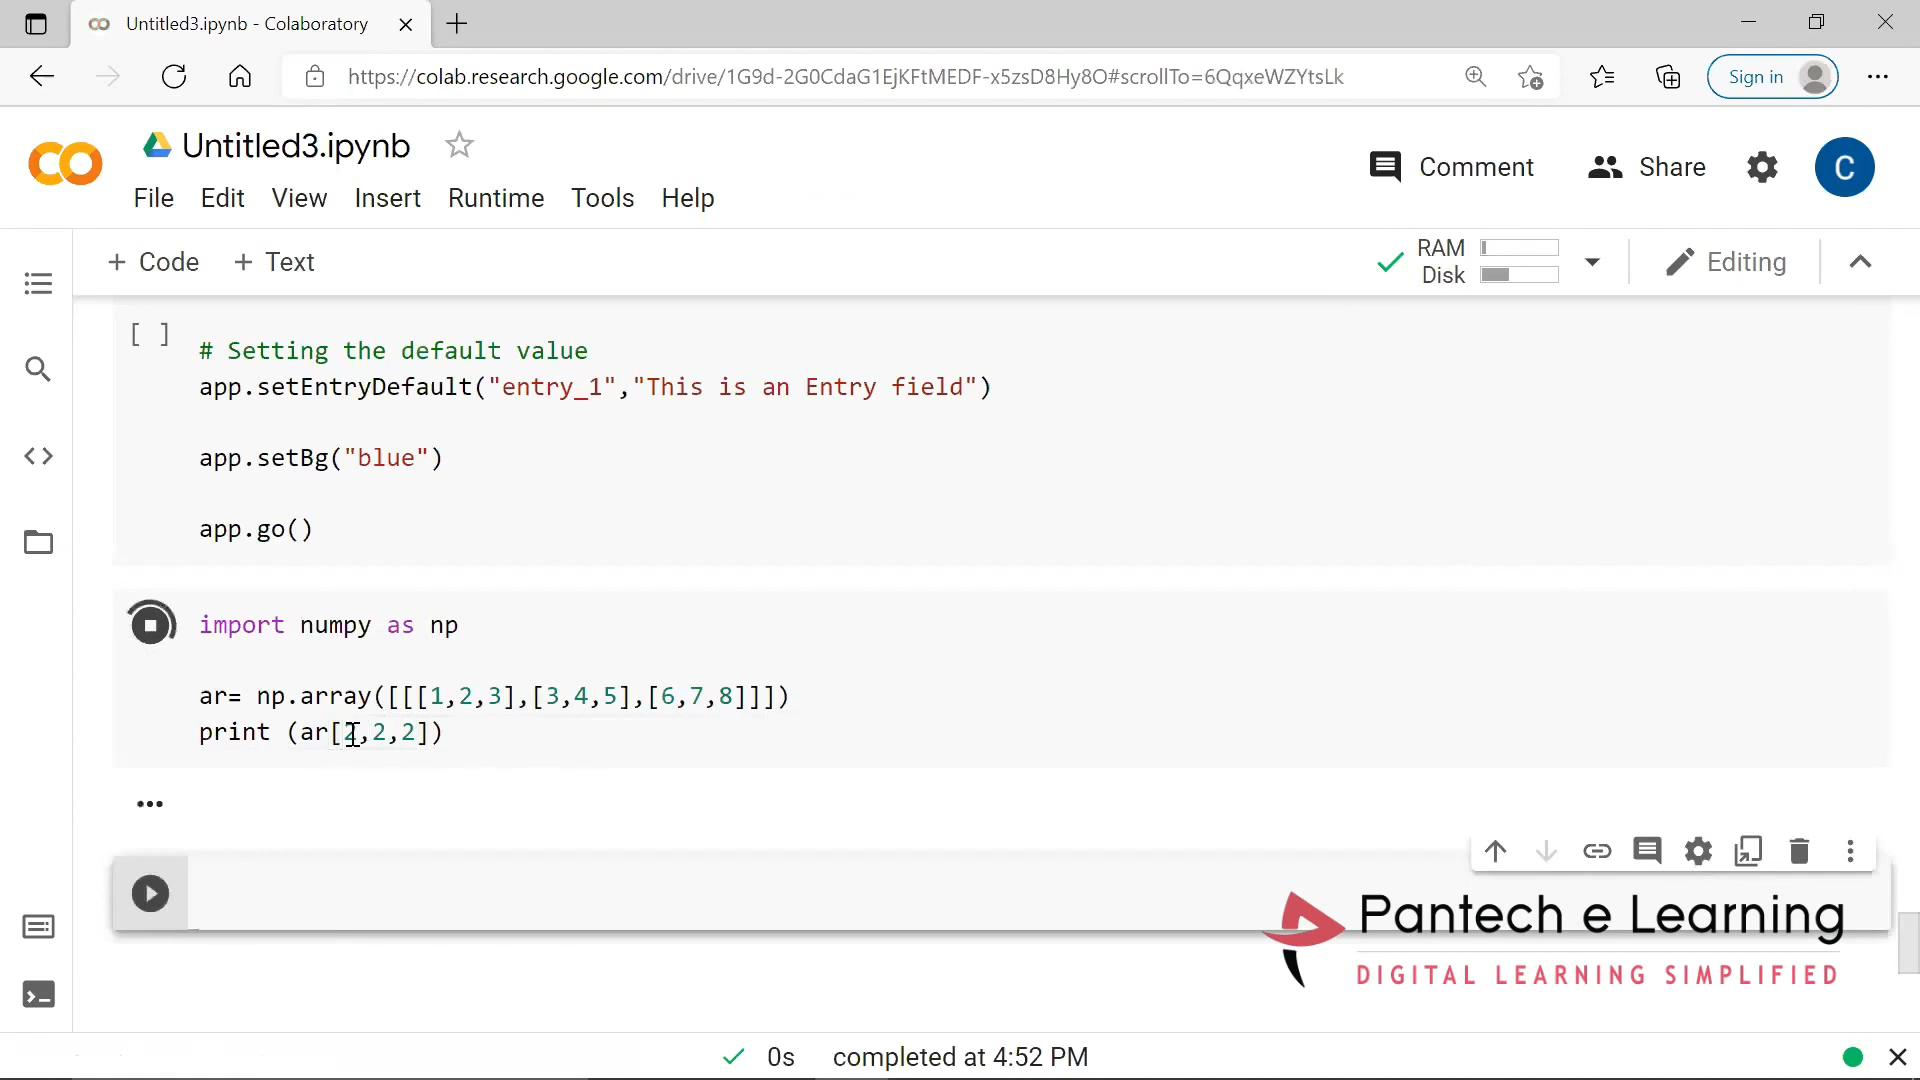 Untitled3.ipynb - Colaboratory
https://colab.research.google.com/drive/1G9d-2G0CdaG1EjKFtMEDF-x5zsD8Hy8O#scrollTo=6QqxeWZYtsLk
Sign in
CO
Untitled3.ipynb
Comment
Share
C
File Edit View Insert Runtime Tools Help
+ Code + Text
RAM
Disk
Editing
[ ]
# Setting the default value
app.setEntryDefault("entry_1","This is an Entry field")
app.setBg("blue")
app.go()
import numpy as np
ar= np.array([[[1,2,3],[3,4,5],[6,7,8]]])
print (ar[2,2,2])
Pantech e Learning
DIGITAL LEARNING SIMPLIFIED
0s completed at 4:52 PM